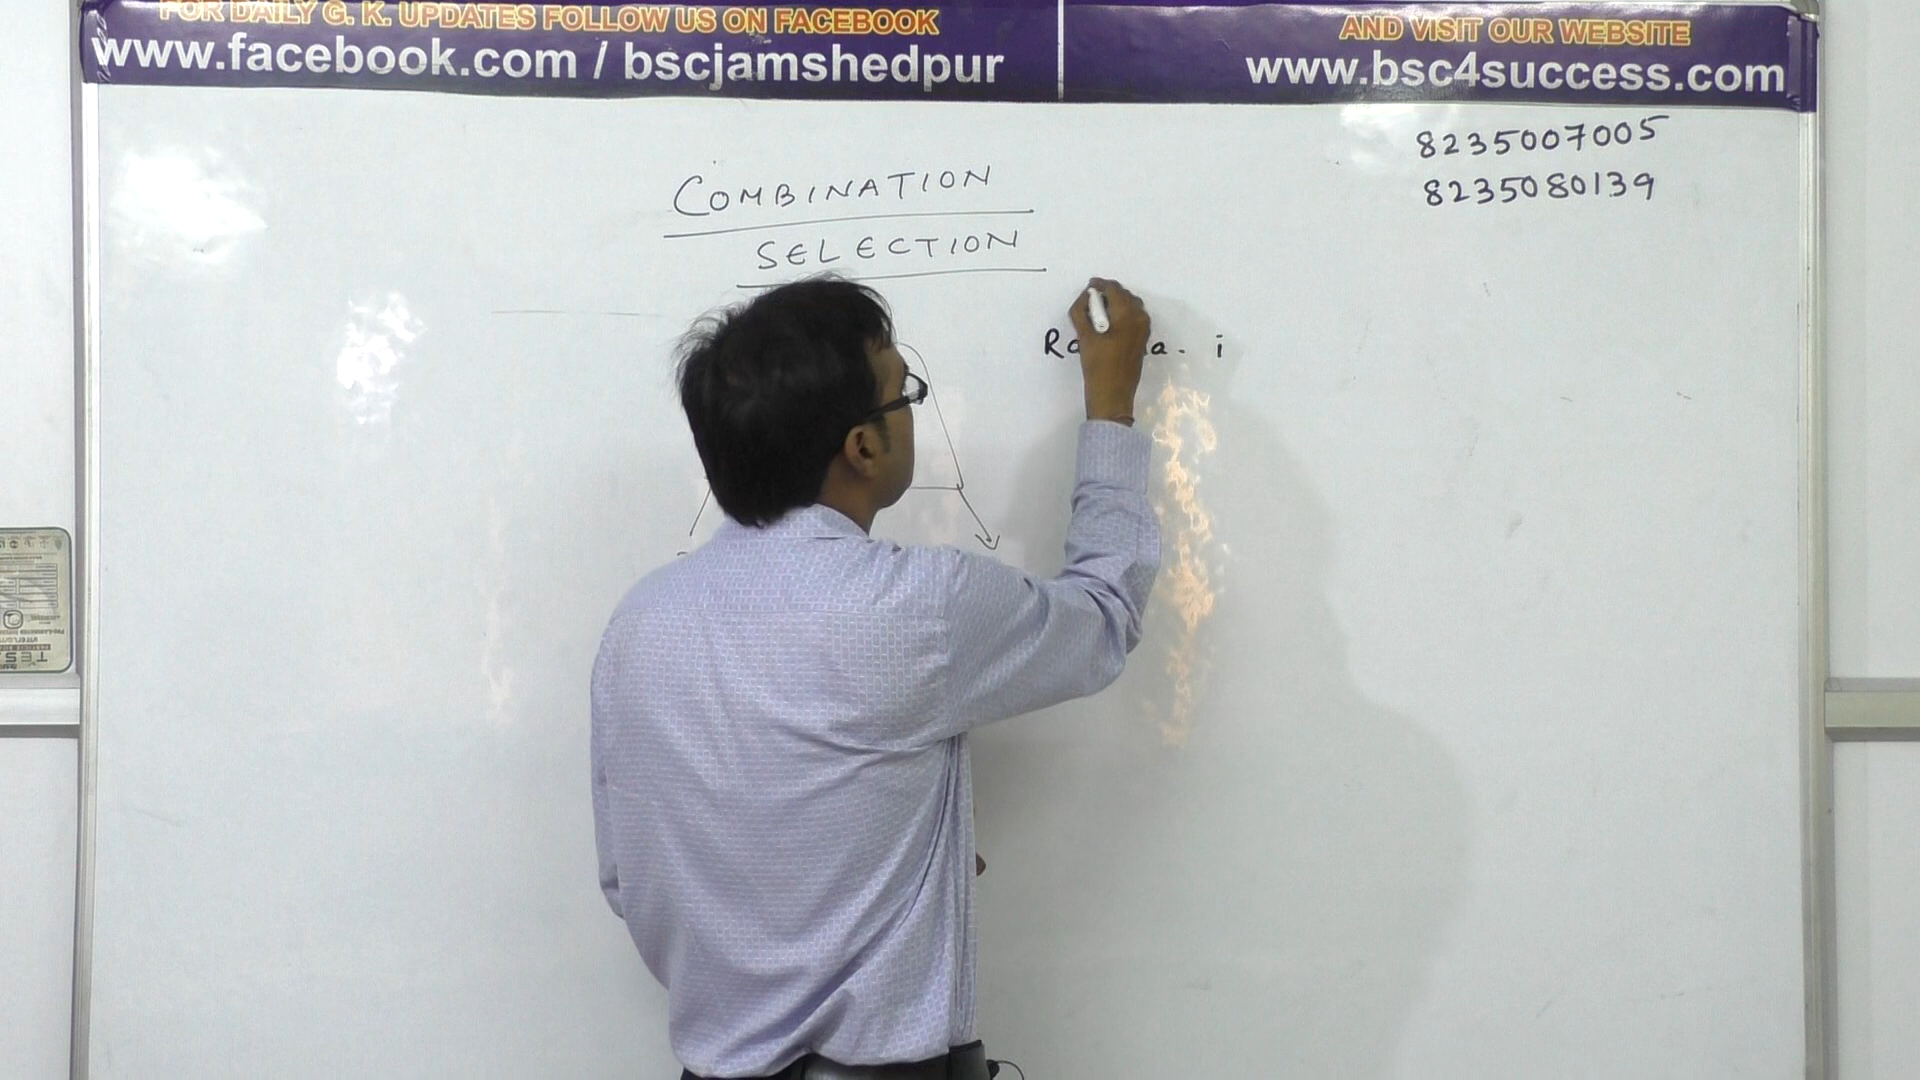 FOR DAILY G. K. UPDATES FOLLOW US ON FACEBOOK
www.facebook.com / bscjamshedpur
AND VISIT OUR WEBSITE
www.bsc4success.com
8235007005
8235080139
COMBINATION
SELECTION